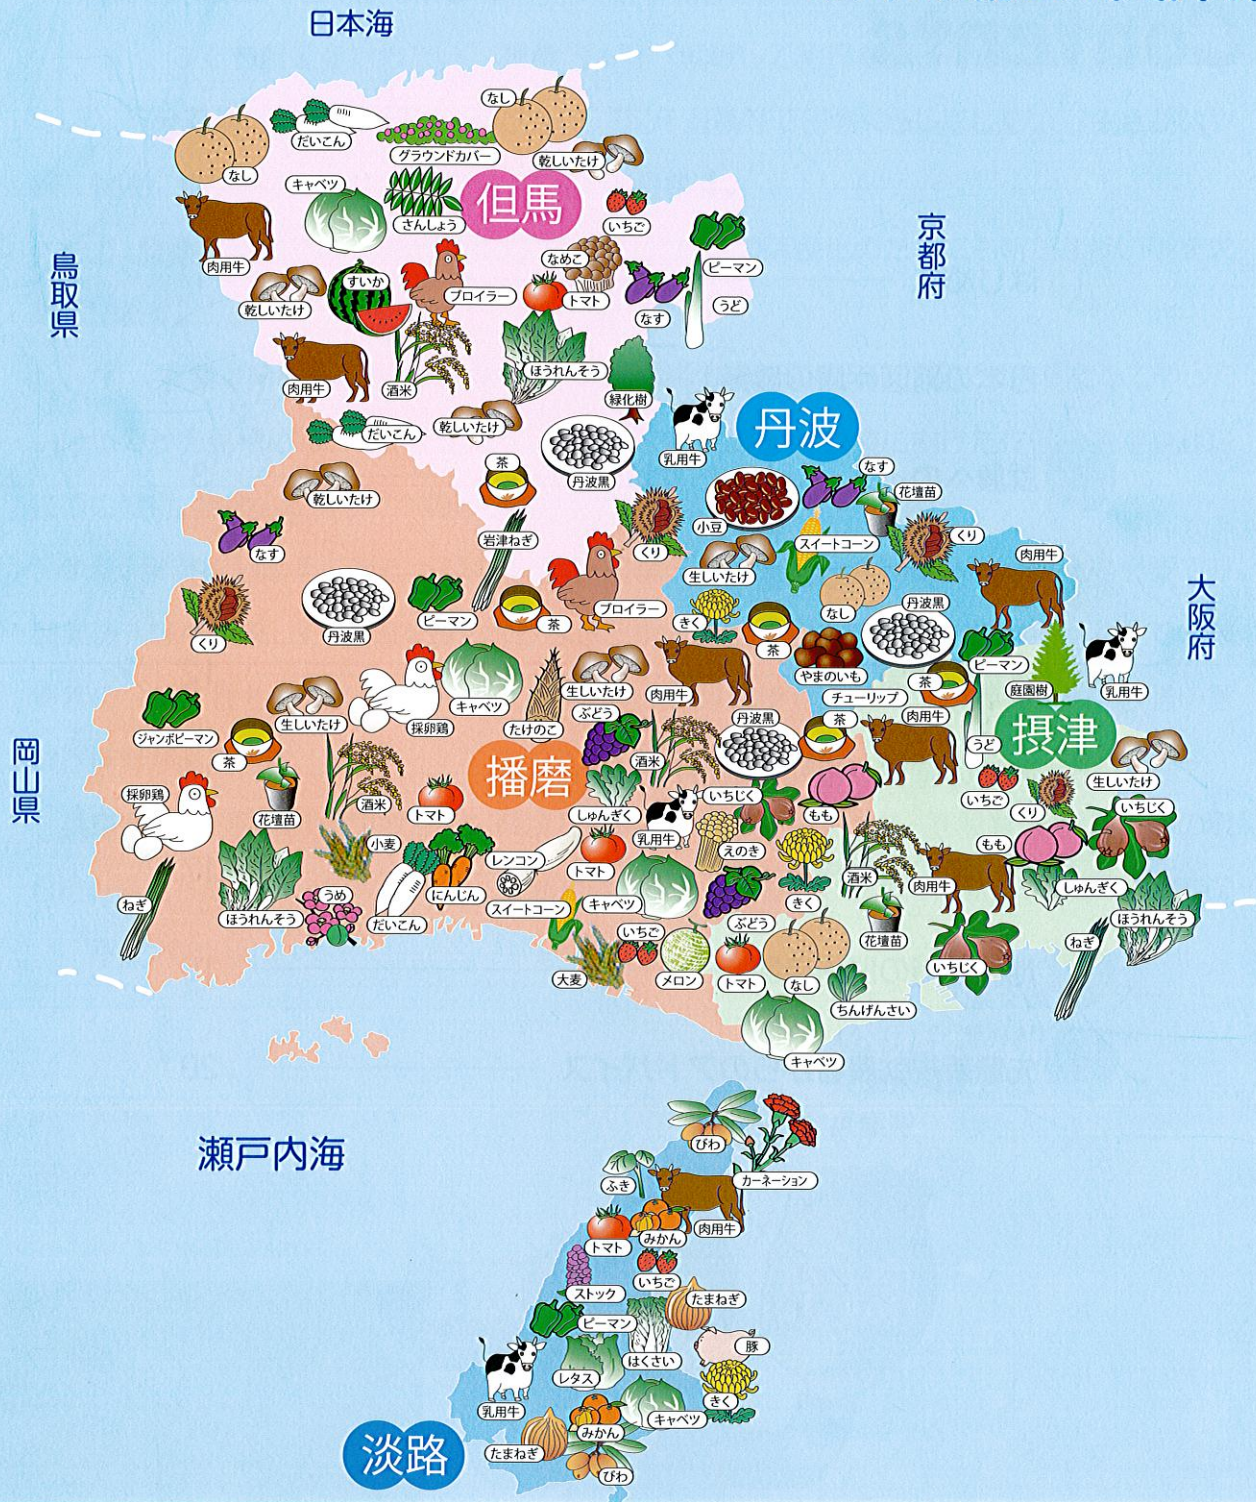 日本海
なし
だいこん
グラウンドカバー
なし
乾しいたけ
キャベツ
さんしょう
但馬
いちご
肉用牛
乾しいたけ
すいか
ブロイラー
なめこ
トマト
なす
ピーマン
うど
京都府
鳥取県
肉用牛
酒米
ほうれんそう
緑化樹
だいこん
乾しいたけ
丹波黒
乳用牛
丹波
茶
乾しいたけ
なす
岩津ねぎ
くり
小豆
なす
花壇苗
スイートコーン
くり
生しいたけ
なし
肉用牛
大阪府
くり
丹波黒
ピーマン
茶
ブロイラー
きく
茶
丹波黒
やまのいも
ピーマン
茶
庭園樹
乳用牛
チューリップ
肉用牛
採卵鶏
キャベツ
たけのこ
生しいたけ
肉用牛
ぶどう
丹波黒
茶
うど
摂津
生しいたけ
ジャンボピーマン
茶
生しいたけ
岡山県
採卵鶏
花壇苗
酒米
トマト
播磨
酒米
しゅんぎく
乳用牛
いちじく
もも
いちご
くり
いちじく
小麦
レンコン
トマト
えのき
きく
酒米
肉用牛
もも
しゅんぎく
ねぎ
ほうれんそう
うめ
だいこん
にんじん
スイートコーン
キャベツ
ぶどう
花壇苗
いちじく
ほうれんそう
ねぎ
大麦
いちご
メロン
トマト
なし
ちんげんさい
キャベツ
瀬戸内海
びわ
カーネーション
ふき
肉用牛
トマト
みかん
いちご
ストック
たまねぎ
ピーマン
はくさい
豚
レタス
乳用牛
きく
キャベツ
みかん
たまねぎ
びわ
淡路